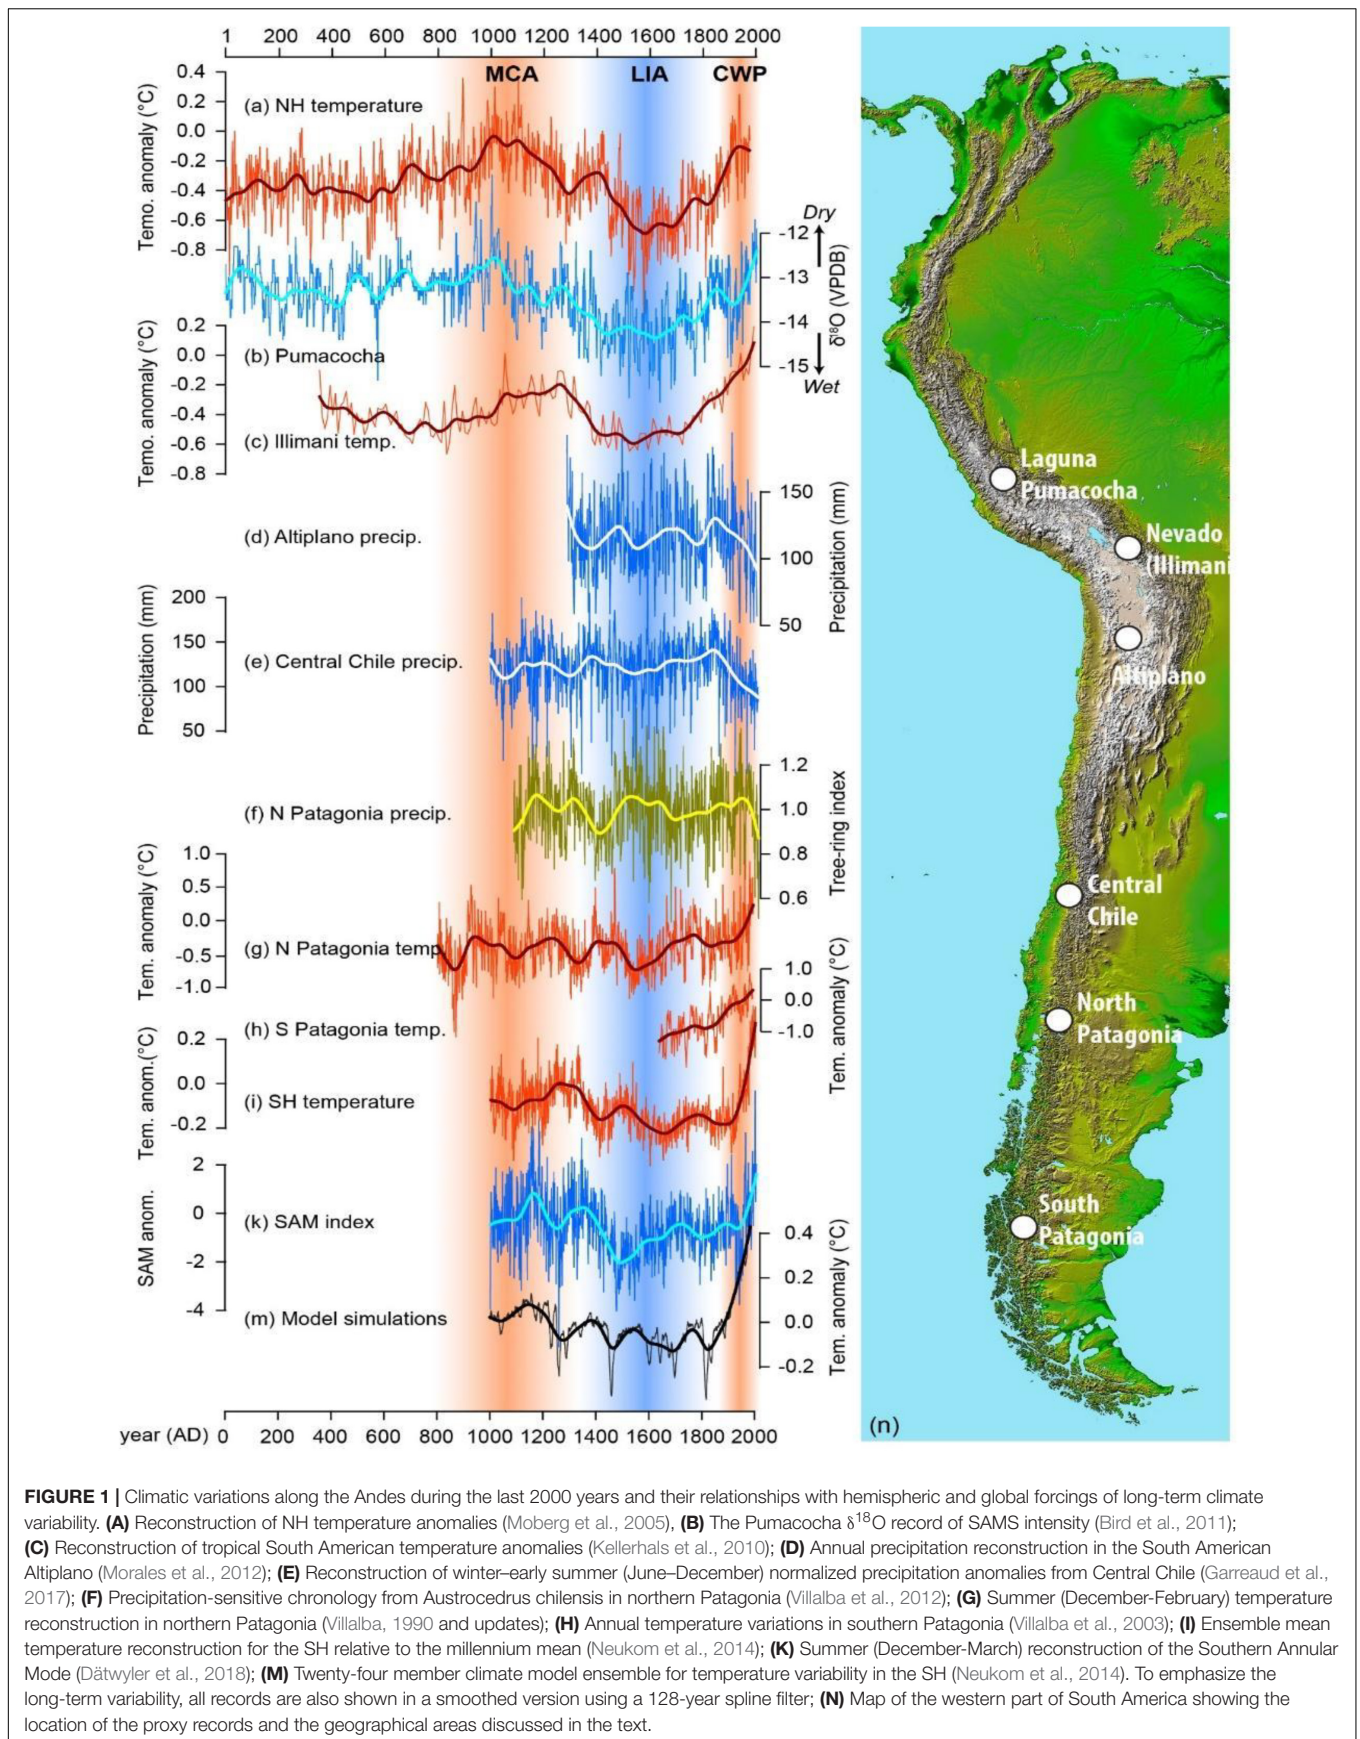 1 200 400 600 800 1000 1200 1400 1600 1800 2000
MCA LIA CWP
0.4
0.2
0.0
-0.2
-0.4
-0.6
-0.8
Temo. anomaly (°C)
(a) NH temperature
Dry
-12
-13
-14
-15
δ¹⁸O (VPDB)
Wet
(b) Pumacocha
0.2
0.0
-0.2
-0.4
-0.6
-0.8
Temo. anomaly (°C)
(c) Illimani temp.
150
100
50
Precipitation (mm)
(d) Altiplano precip.
200
150
100
50
Precipitation (mm)
(e) Central Chile precip.
1.2
1.0
0.8
0.6
Tree-ring index
(f) N Patagonia precip.
1.0
0.5
0.0
-0.5
-1.0
Tem. anomaly (°C)
(g) N Patagonia temp.
1.0
0.0
-1.0
Tem. anomaly (°C)
(h) S Patagonia temp.
0.2
0.0
-0.2
Tem. anom.(°C)
(i) SH temperature
2
0
-2
-4
SAM anom.
(k) SAM index
0.4
0.2
0.0
-0.2
Tem. anomaly (°C)
(m) Model simulations
year (AD) 0 200 400 600 800 1000 1200 1400 1600 1800 2000
Laguna
Pumacocha
Nevado
(Illimani
Altiplano
Central
Chile
North
Patagonia
South
Patagonia
(n)
FIGURE 1 | Climatic variations along the Andes during the last 2000 years and their relationships with hemispheric and global forcings of long-term climate
variability. (A) Reconstruction of NH temperature anomalies (Moberg et al., 2005), (B) The Pumacocha δ¹⁸O record of SAMS intensity (Bird et al., 2011);
(C) Reconstruction of tropical South American temperature anomalies (Kellerhals et al., 2010); (D) Annual precipitation reconstruction in the South American
Altiplano (Morales et al., 2012); (E) Reconstruction of winter–early summer (June–December) normalized precipitation anomalies from Central Chile (Garreaud et al.,
2017); (F) Precipitation-sensitive chronology from Austrocedrus chilensis in northern Patagonia (Villalba et al., 2012); (G) Summer (December-February) temperature
reconstruction in northern Patagonia (Villalba, 1990 and updates); (H) Annual temperature variations in southern Patagonia (Villalba et al., 2003); (I) Ensemble mean
temperature reconstruction for the SH relative to the millennium mean (Neukom et al., 2014); (K) Summer (December-March) reconstruction of the Southern Annular
Mode (Dätwyler et al., 2018); (M) Twenty-four member climate model ensemble for temperature variability in the SH (Neukom et al., 2014). To emphasize the
long-term variability, all records are also shown in a smoothed version using a 128-year spline filter; (N) Map of the western part of South America showing the
location of the proxy records and the geographical areas discussed in the text.